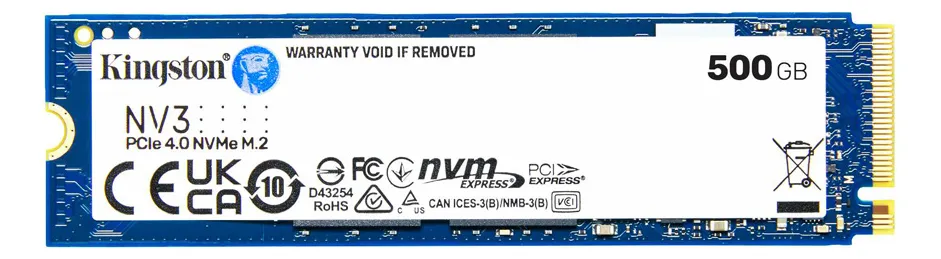 WARRANTY VOID IF REMOVED
Kingston®
500 GB
NV3
PCIe 4.0 NVMe M.2
CE UK CA 10 FC nvm EXPRESS® PCI EXPRESS®
D43254
RoHS
C US CAN ICES-3(B)/NMB-3(B) VCI